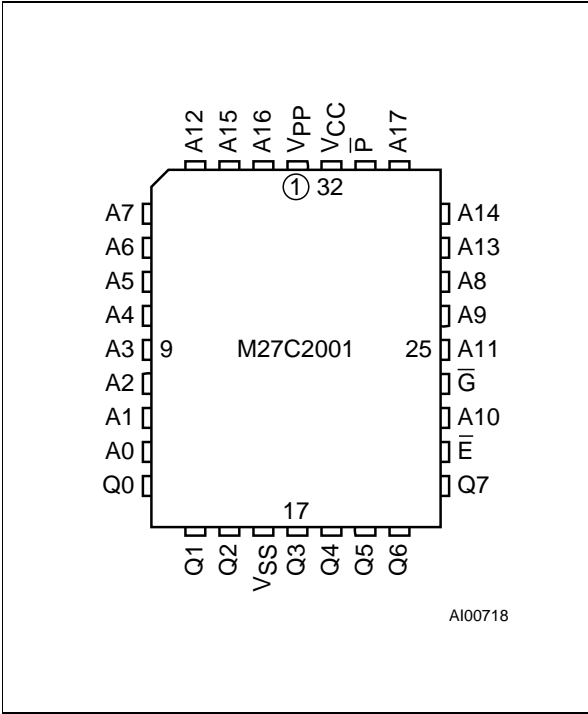 A12 A15 A16 VPP VCC P̅ A17
1 32
A7 A14
A6 A13
A5 A8
A4 A9
A3 9 M27C2001 25 A11
A2 G̅
A1 A10
A0 E̅
Q0 Q7
17
Q1 Q2 VSS Q3 Q4 Q5 Q6
AI00718